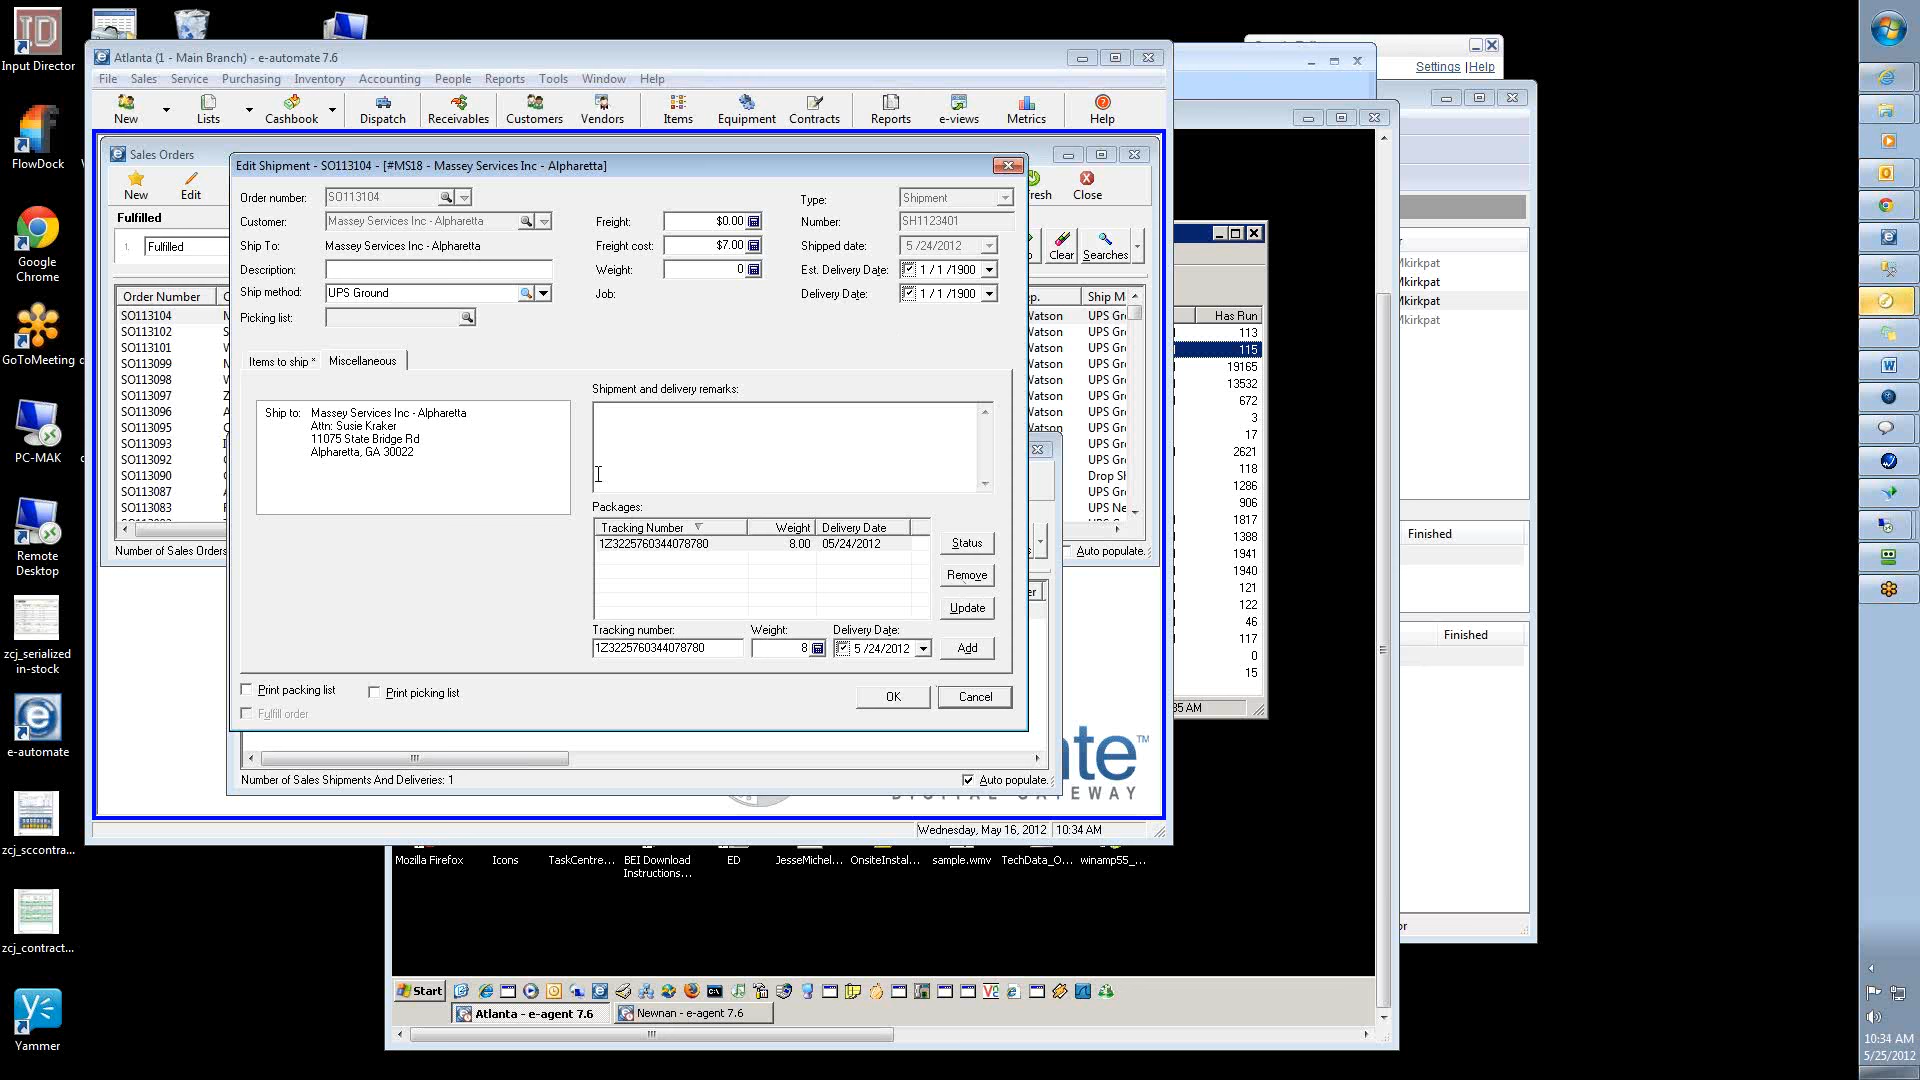 Input Director
FlowDock
Google
Chrome
GoToMeeting
PC-MAK
Remote
Desktop
zcj_serialized
in-stock
e-automate
zcj_sccontra...
zcj_contract...
Yammer
Atlanta (1 - Main Branch) - e-automate 7.6
File Sales Service Purchasing Inventory Accounting People Reports Tools Window Help
New Lists Cashbook Dispatch Receivables Customers Vendors Items Equipment Contracts Reports e-views Metrics Help
Sales Orders
New Edit
Close
Fulfilled
1. Fulfilled
Clear Searches
Order Number
Ship M
SO113104
SO113102
SO113101
SO113099
SO113098
SO113097
SO113096
SO113095
SO113093
SO113092
SO113090
SO113087
SO113083
Watson UPS Gr
Watson UPS Gr
Watson UPS Gr
Watson UPS Gr
Watson UPS Gr
Watson UPS Gr
Watson UPS Gr
Watson UPS Gr
UPS Gr
UPS Gr
Drop S
UPS Gr
UPS Ne
Number of Sales Orders
Auto populate.
Edit Shipment - SO113104 - [#MS18 - Massey Services Inc - Alpharetta]
Order number: SO113104
Customer: Massey Services Inc - Alpharetta
Ship To: Massey Services Inc - Alpharetta
Description:
Ship method: UPS Ground
Picking list:
Freight: $0.00
Freight cost: $7.00
Weight: 0
Job:
Type: Shipment
Number: SH1123401
Shipped date: 5 /24/2012
Est. Delivery Date: 1 / 1 /1900
Delivery Date: 1 / 1 /1900
Items to ship * Miscellaneous
Ship to: Massey Services Inc - Alpharetta
Attn: Susie Kraker
11075 State Bridge Rd
Alpharetta, GA 30022
Shipment and delivery remarks:
Packages:
Tracking Number Weight Delivery Date
1Z3225760344078780 8.00 05/24/2012
Status
Remove
Update
Tracking number: Weight: Delivery Date:
1Z3225760344078780 8 5 /24/2012 Add
Print packing list Print picking list
Fulfill order
OK Cancel
Number of Sales Shipments And Deliveries: 1
Auto populate.
DIGITAL GATEWAY
Wednesday, May 16, 2012 10:34 AM
Settings | Help
Has Run
113
115
19165
13532
672
3
17
2621
118
1286
906
1817
1388
1941
1940
121
122
46
117
0
15
35 AM
Mkirkpat
Mkirkpat
Mkirkpat
Mkirkpat
Finished
Finished
Mozilla Firefox Icons TaskCentre... BEI Download ED JesseMichel... OnsiteInstal... sample.wmv TechData_O... winamp55_...
Instructions...
Start
Atlanta - e-agent 7.6 Newnan - e-agent 7.6
10:34 AM
5/25/2012